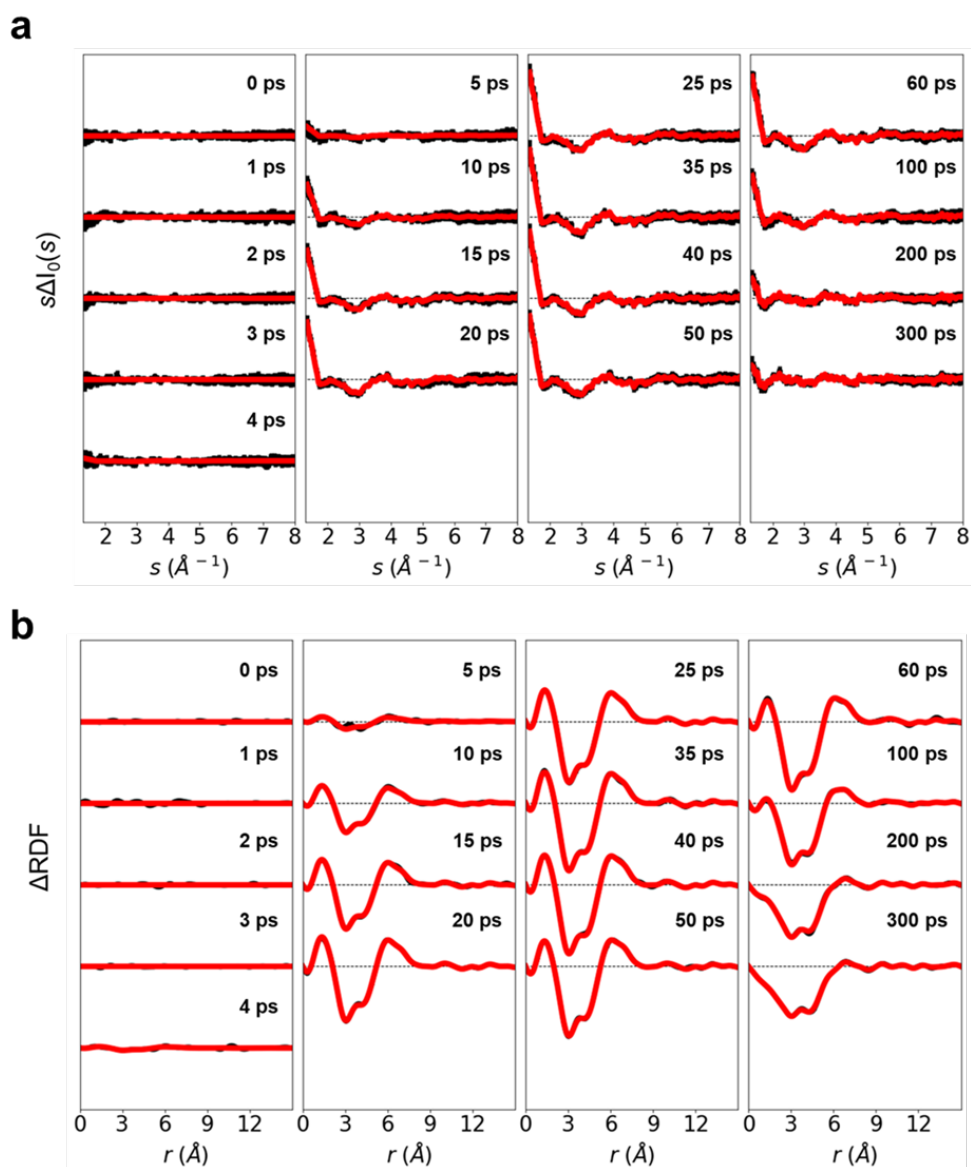 a
0 ps
5 ps
25 ps
60 ps
1 ps
10 ps
35 ps
100 ps
2 ps
15 ps
40 ps
200 ps
3 ps
20 ps
50 ps
300 ps
4 ps
sΔI₀(s)
2 3 4 5 6 7 8
2 3 4 5 6 7 8
2 3 4 5 6 7 8
2 3 4 5 6 7 8
s (Å⁻¹)
s (Å⁻¹)
s (Å⁻¹)
s (Å⁻¹)
b
0 ps
5 ps
25 ps
60 ps
1 ps
10 ps
35 ps
100 ps
2 ps
15 ps
40 ps
200 ps
3 ps
20 ps
50 ps
300 ps
4 ps
ΔRDF
0 3 6 9 12
0 3 6 9 12
0 3 6 9 12
0 3 6 9 12
r (Å)
r (Å)
r (Å)
r (Å)